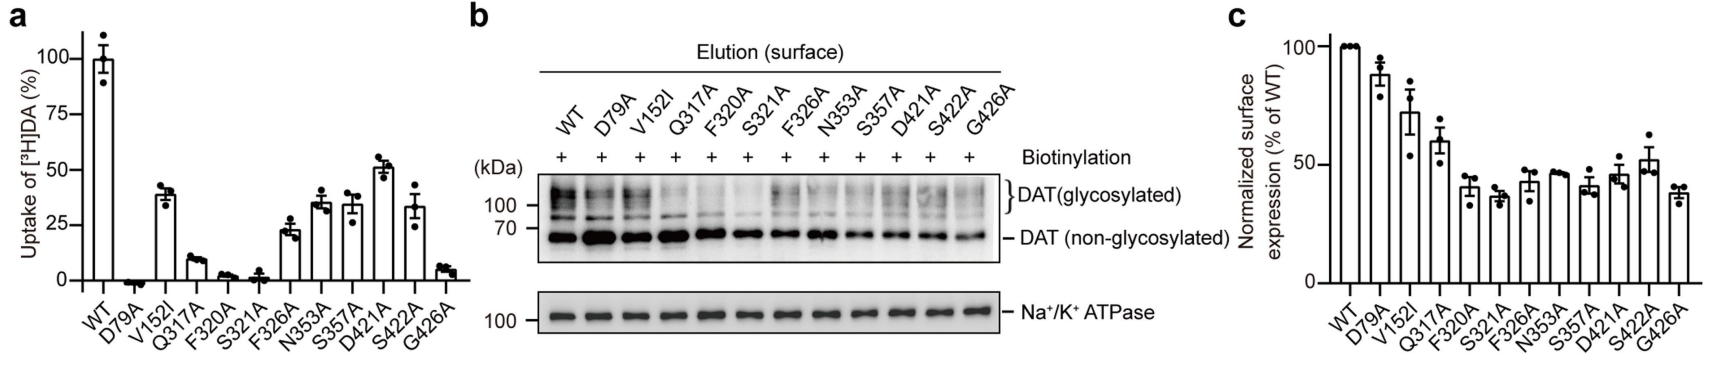 a
Uptake of [³H]DA (%)
100
75
50
25
0
WT
D79A
V152I
Q317A
F320A
S321A
F326A
N353A
S357A
D421A
S422A
G426A
b
Elution (surface)
WT
D79A
V152I
Q317A
F320A
S321A
F326A
N353A
S357A
D421A
S422A
G426A
+ + + + + + + + + + + + Biotinylation
(kDa)
100
70
DAT(glycosylated)
DAT (non-glycosylated)
100
Na⁺/K⁺ ATPase
c
Normalized surface
expression (% of WT)
100
50
0
WT
D79A
V152I
Q317A
F320A
S321A
F326A
N353A
S357A
D421A
S422A
G426A